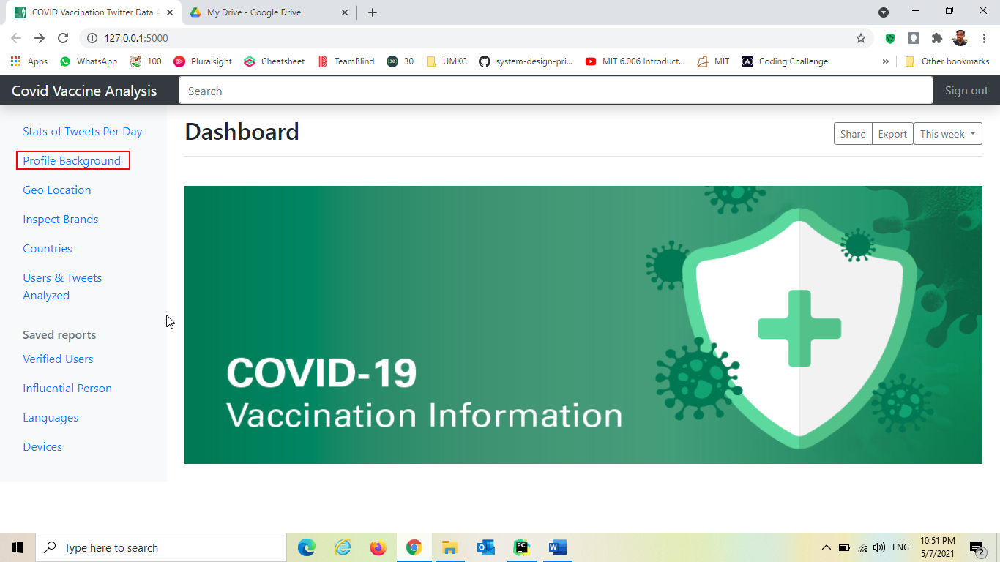 COVID Vaccination Twitter Data
My Drive - Google Drive
127.0.0.1:5000
Apps
WhatsApp
100
Pluralsight
Cheatsheet
TeamBlind
30
30
UMKC
system-design-pri...
MIT 6.006 Introduct...
MIT
Coding Challenge
»
Other bookmarks
Covid Vaccine Analysis
Search
Sign out
Stats of Tweets Per Day
Profile Background
Geo Location
Inspect Brands
Countries
Users & Tweets
Analyzed
Saved reports
Verified Users
Influential Person
Languages
Devices
Dashboard
Share
Export
This week
COVID-19
Vaccination Information
Type here to search
PC
W
ENG
10:51 PM
5/7/2021
2